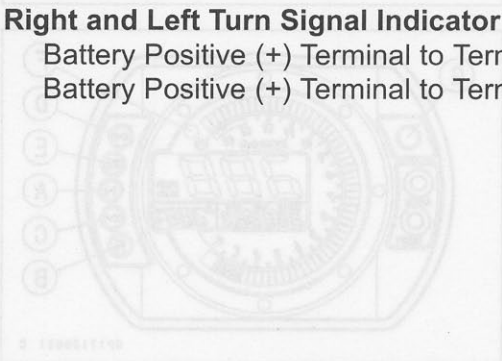 Right and Left Turn Signal Indicator
Battery Positive (+) Terminal to Term
Battery Positive (+) Terminal to Term